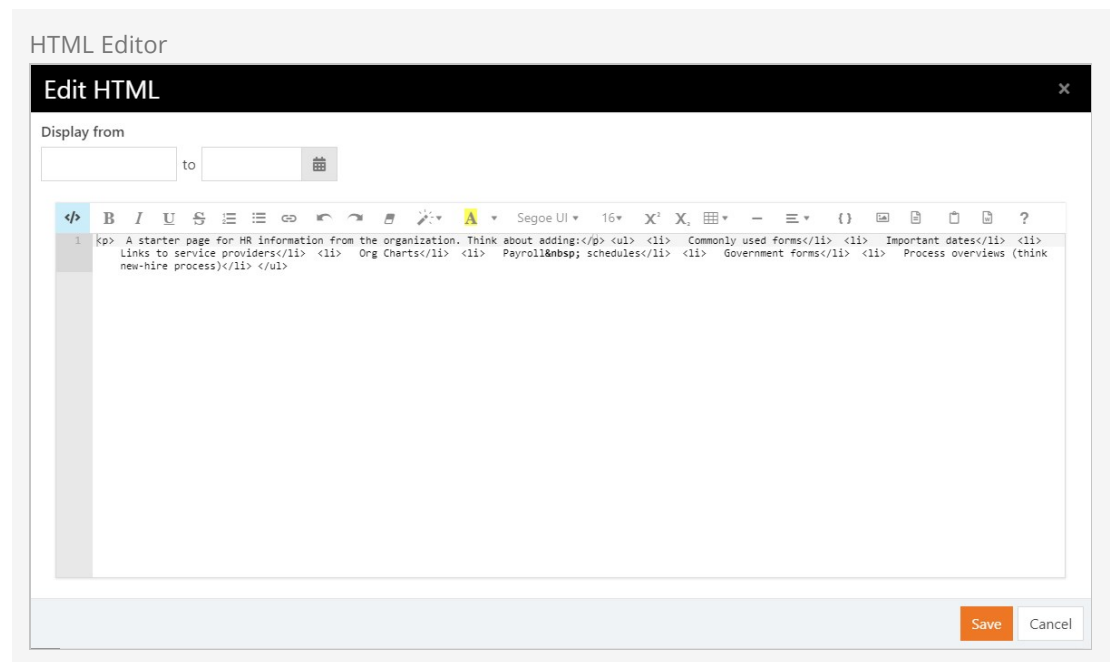 HTML Editor
Edit HTML ×
Display from
to
</> B I U S A Segoe UI 16 X² X₂ {} ?
1 <p>  A starter page for HR information from the organization. Think about adding:</p> <ul>  <li>   Commonly used forms</li>  <li>   Important dates</li>  <li>
Links to service providers</li>  <li>   Org Charts</li>  <li>   Payroll&nbsp; schedules</li>  <li>   Government forms</li>  <li>   Process overviews (think
new-hire process)</li> </ul>
Save Cancel